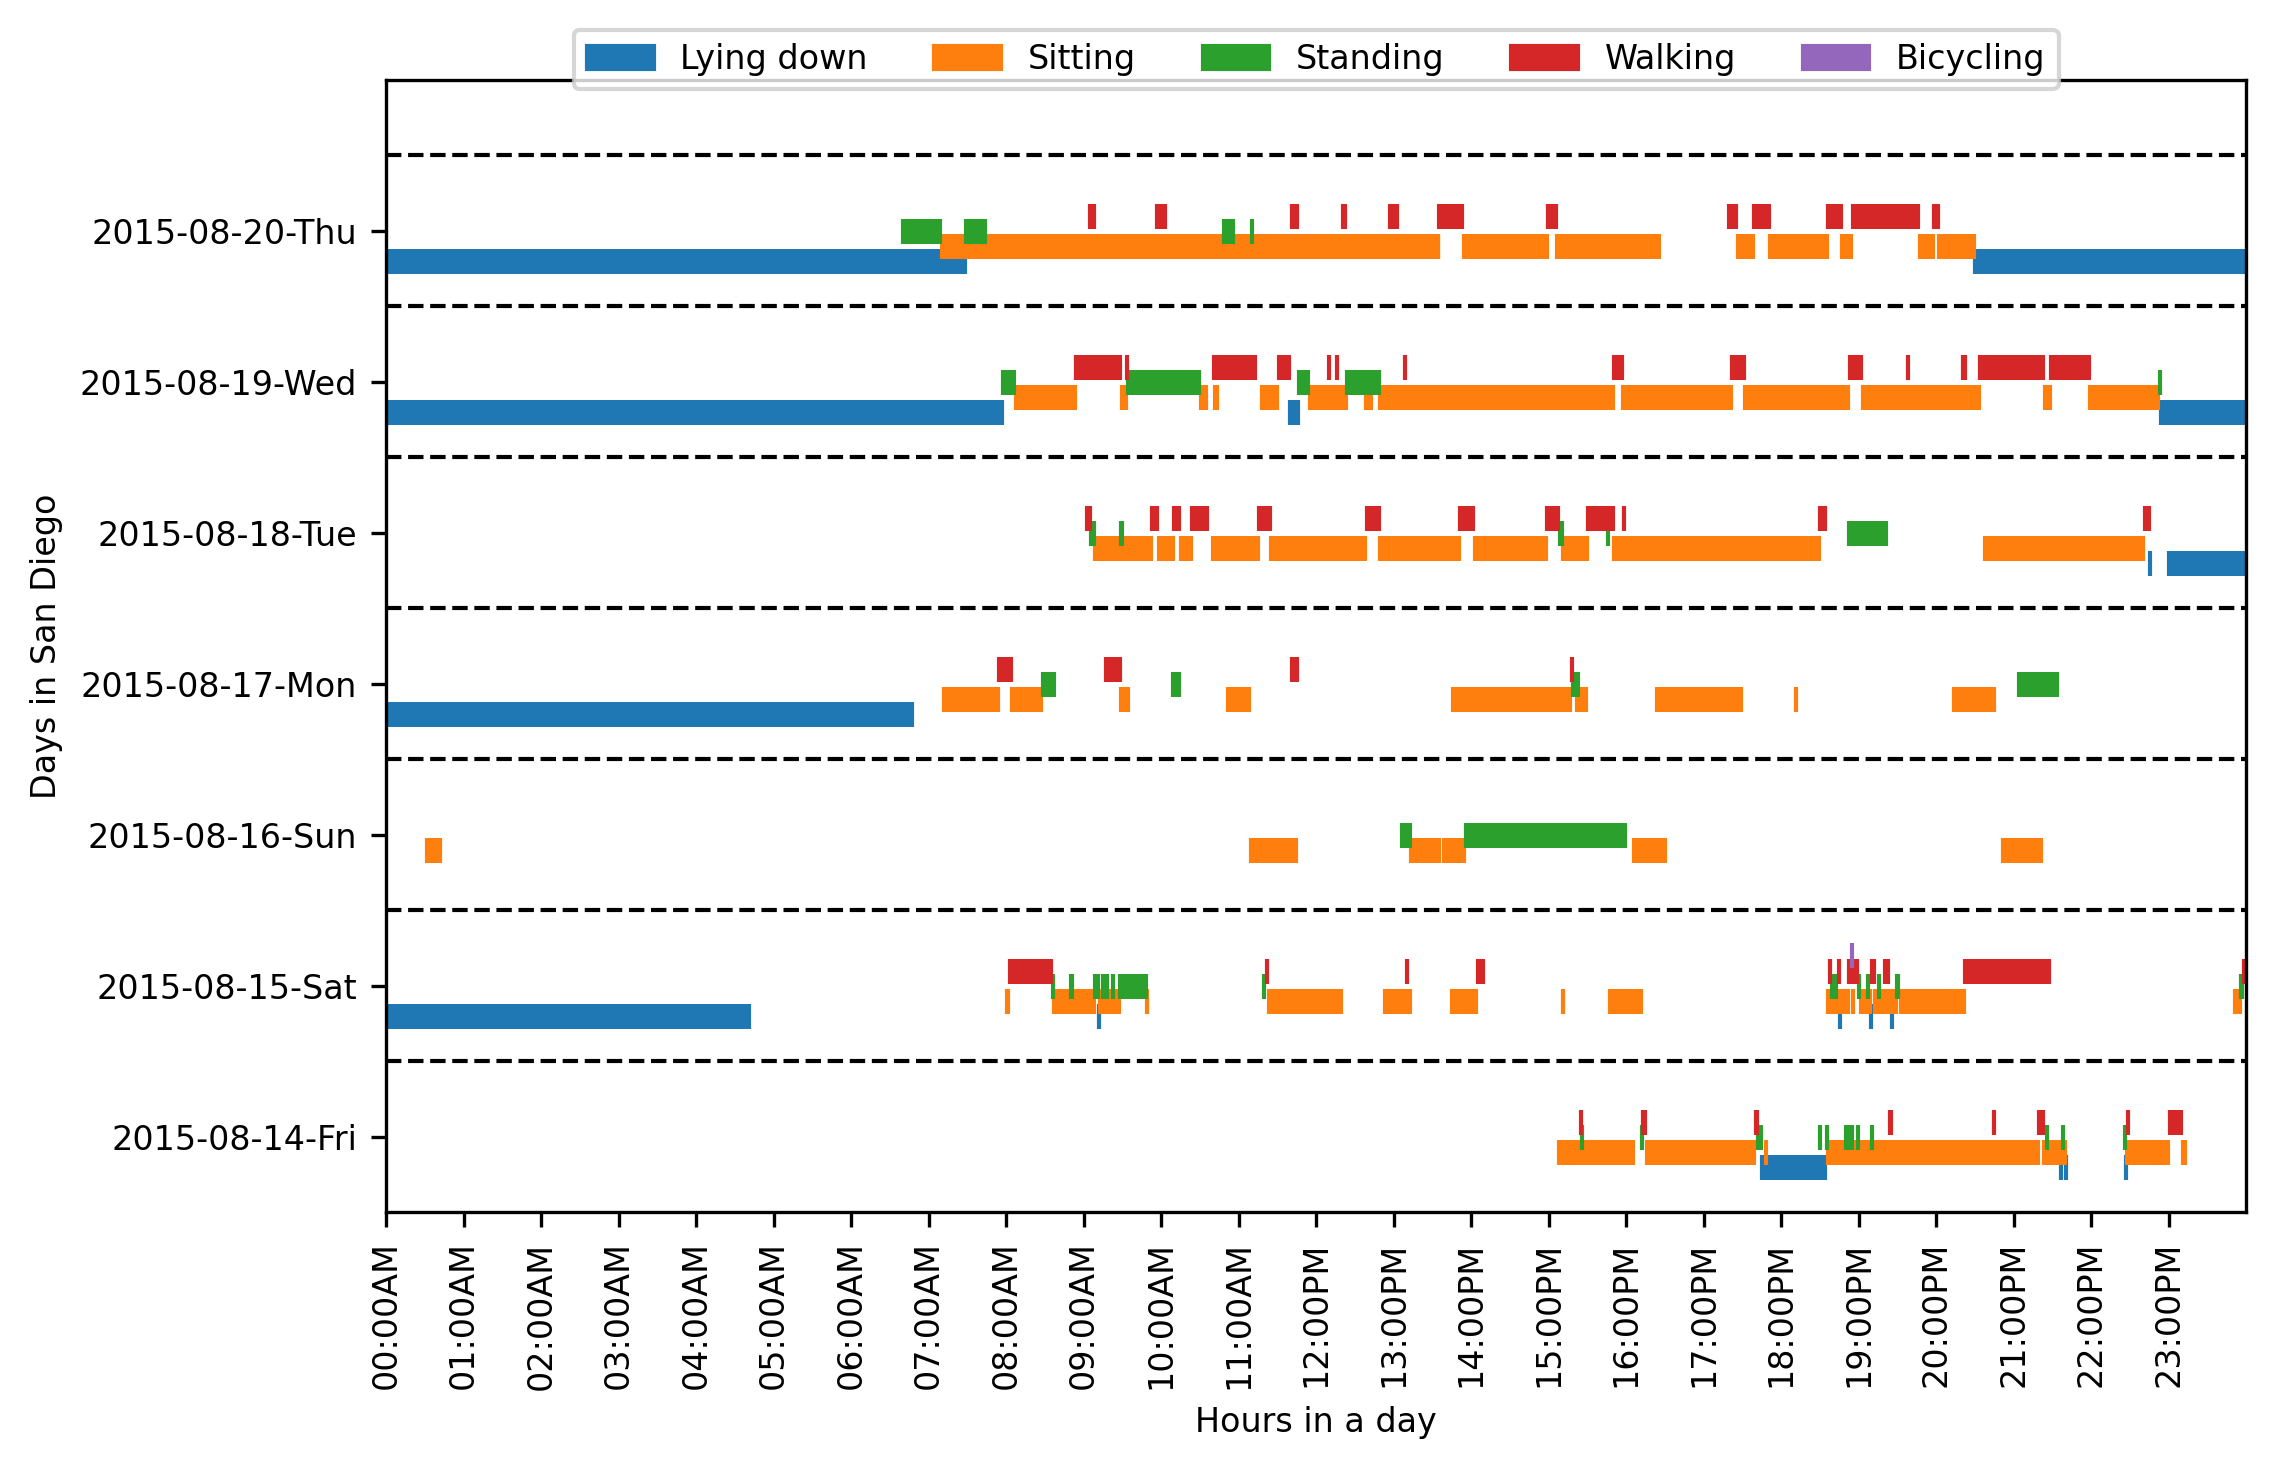 Lying down Sitting Standing Walking Bicycling
2015-08-20-Thu
2015-08-19-Wed
2015-08-18-Tue
2015-08-17-Mon
2015-08-16-Sun
2015-08-15-Sat
2015-08-14-Fri
Days in San Diego
00:00AM
01:00AM
02:00AM
03:00AM
04:00AM
05:00AM
06:00AM
07:00AM
08:00AM
09:00AM
10:00AM
11:00AM
12:00PM
13:00PM
14:00PM
15:00PM
16:00PM
17:00PM
18:00PM
19:00PM
20:00PM
21:00PM
22:00PM
23:00PM
Hours in a day